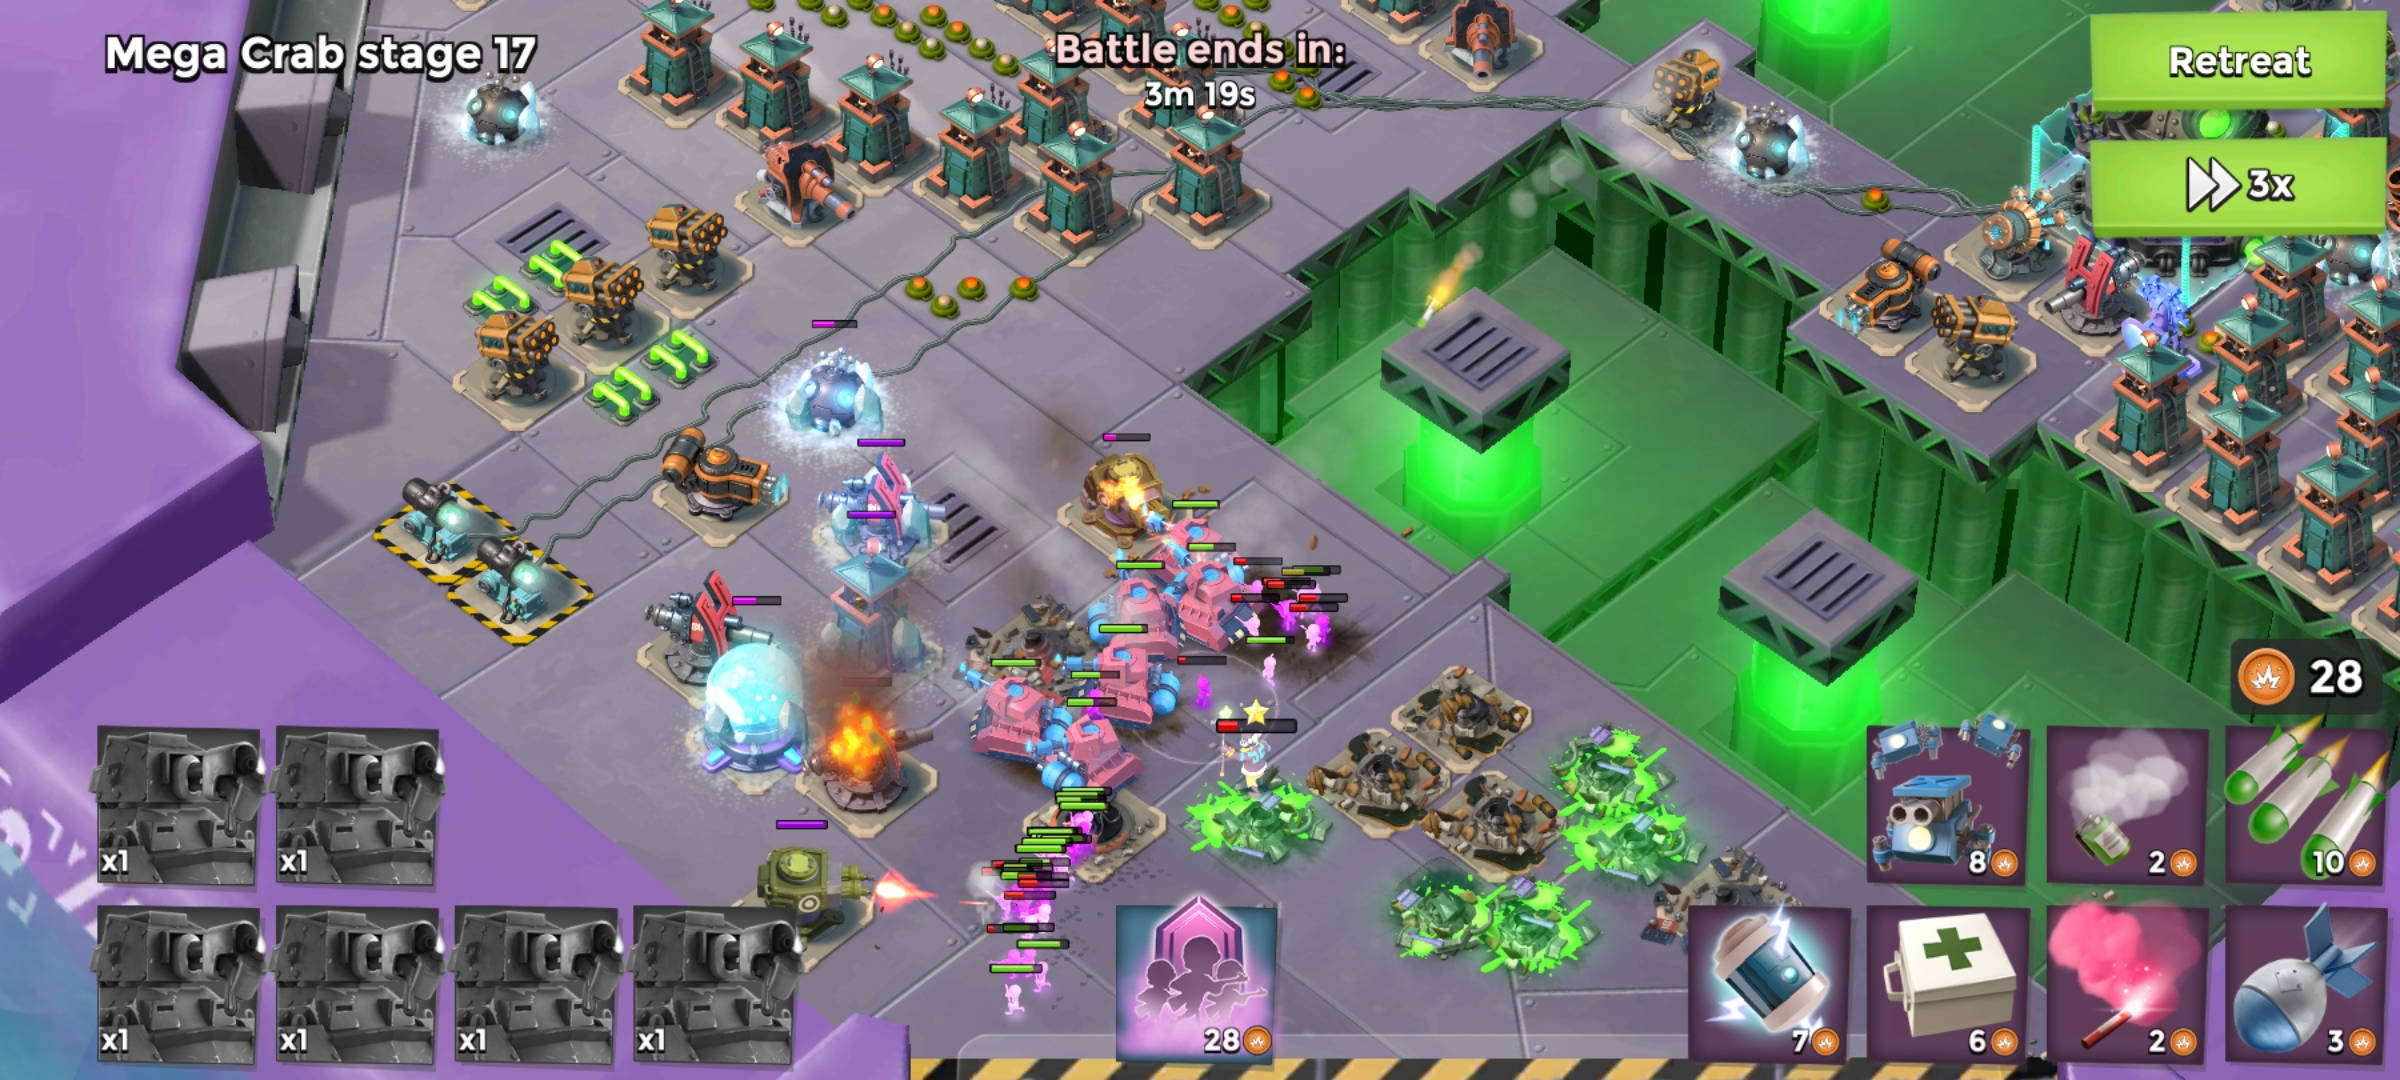 Mega Crab stage 17
Battle ends in:
3m 19s
Retreat
3x
28
x1
x1
8
2
10
x1
x1
x1
x1
28
7
6
2
3